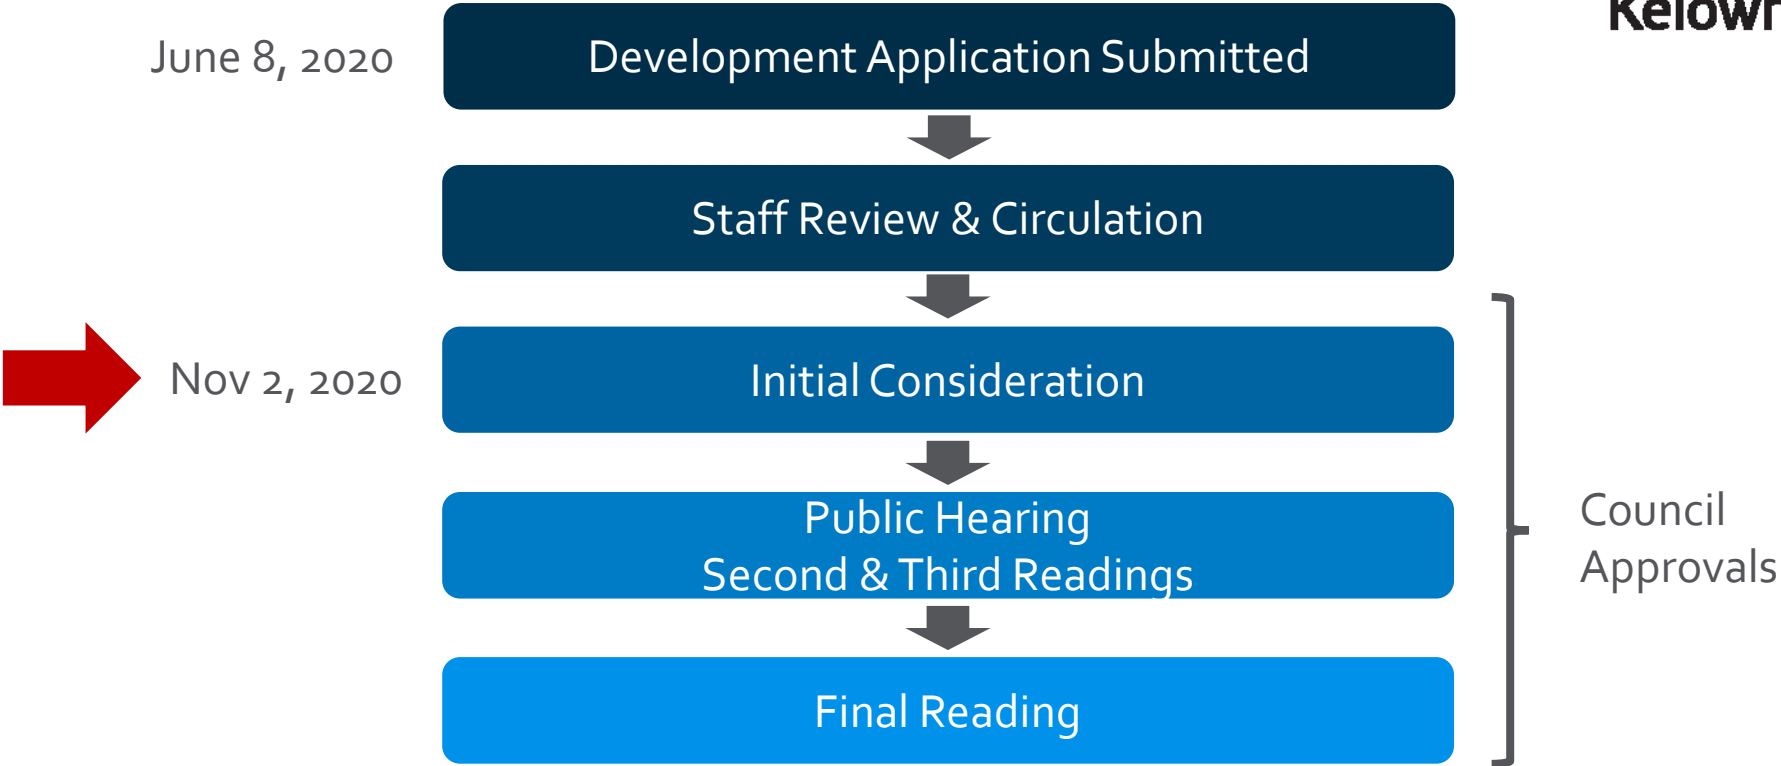 June 8, 2020
Development Application Submitted
Staff Review & Circulation
Nov 2, 2020
Initial Consideration
Public Hearing
Second & Third Readings
Council
Approvals
Final Reading